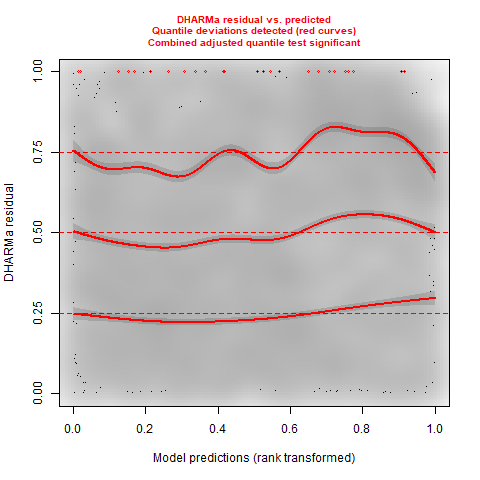 DHARMa residual vs. predicted
Quantile deviations detected (red curves)
Combined adjusted quantile test significant
1.00
0.75
0.50
0.25
0.00
DHARMa residual
0.0 0.2 0.4 0.6 0.8 1.0
Model predictions (rank transformed)